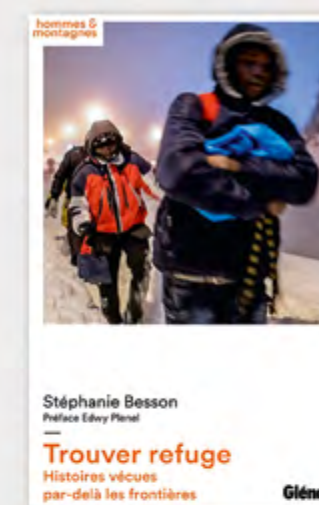 hommes &
montagnes
Stéphanie Besson
Préface Edwy Plenel
Trouver refuge
Histoires vécues
par-delà les frontières